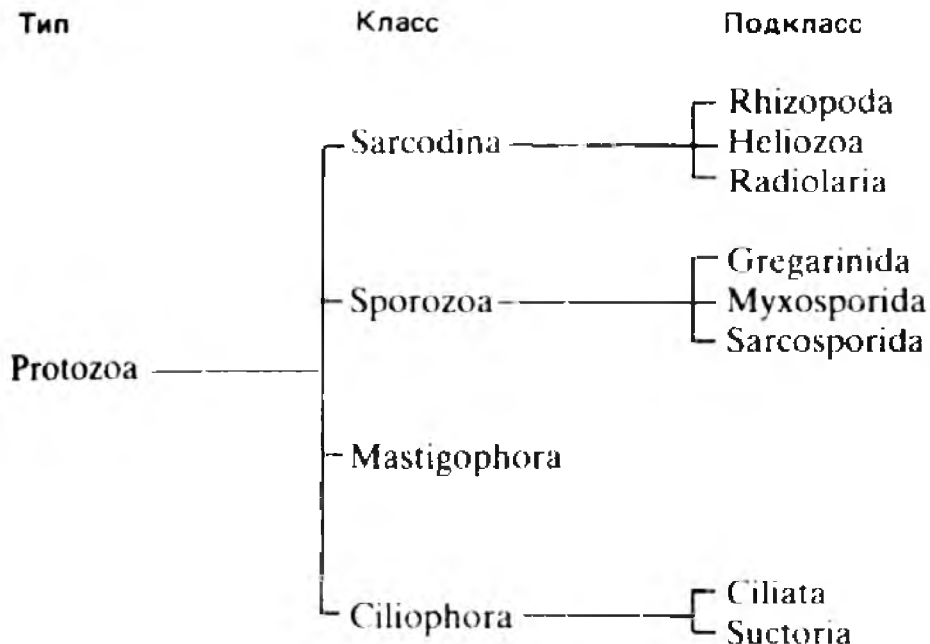 Тип Класс Подкласс
Rhizopoda
Sarcodina Heliozoa
Radiolaria
Gregarinida
Sporozoa Myxosporida
Sarcosporida
Protozoa
Mastigophora
Ciliata
Ciliophora
Suctoria